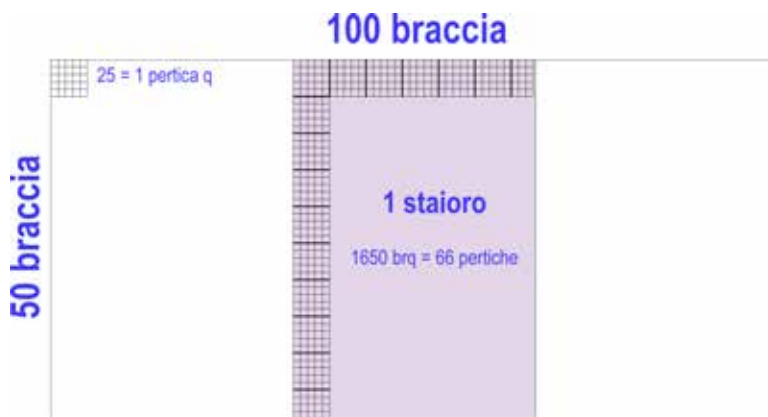 100 braccia
25 = 1 pertica q
50 braccia
1 staioro
1650 brq = 66 pertiche